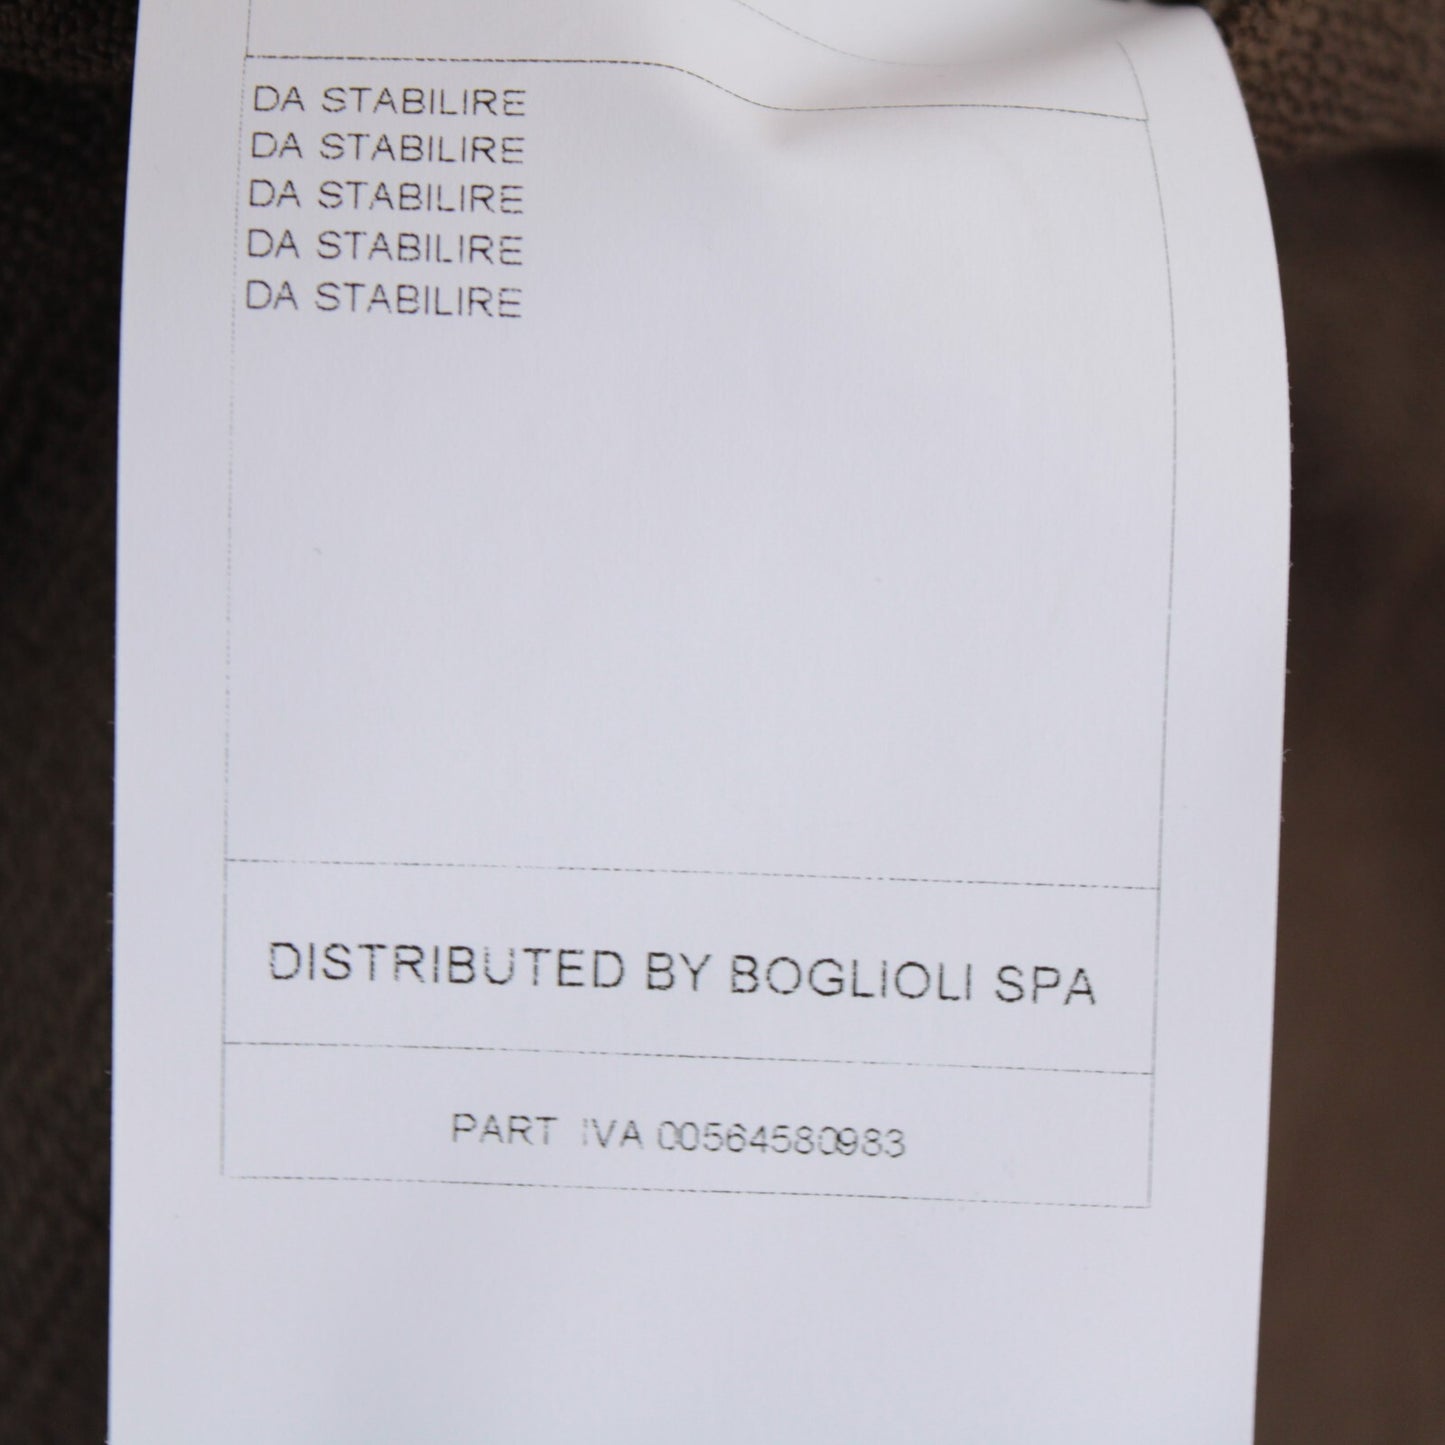 DA STABILIRE
DA STABILIRE
DA STABILIRE
DA STABILIRE
DA STABILIRE
DISTRIBUTED BY BOGLIOLI SPA
PART IVA 00564580983